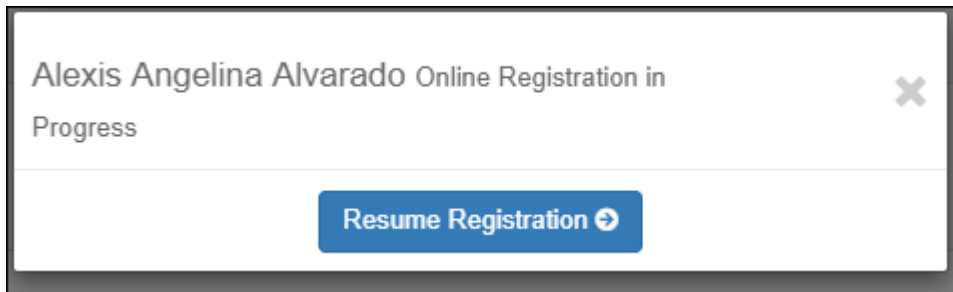 Alexis Angelina Alvarado Online Registration in
Progress
Resume Registration